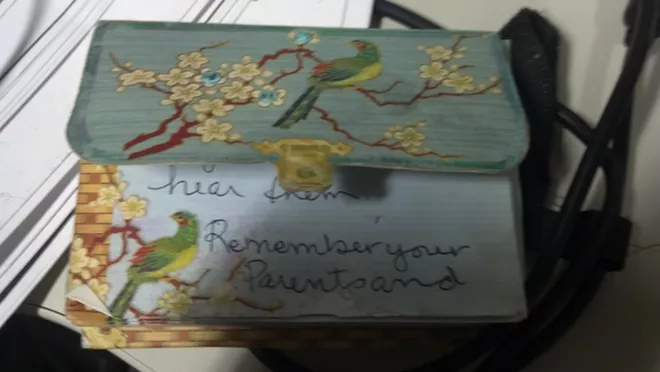 hear them
Remember your
Parents and